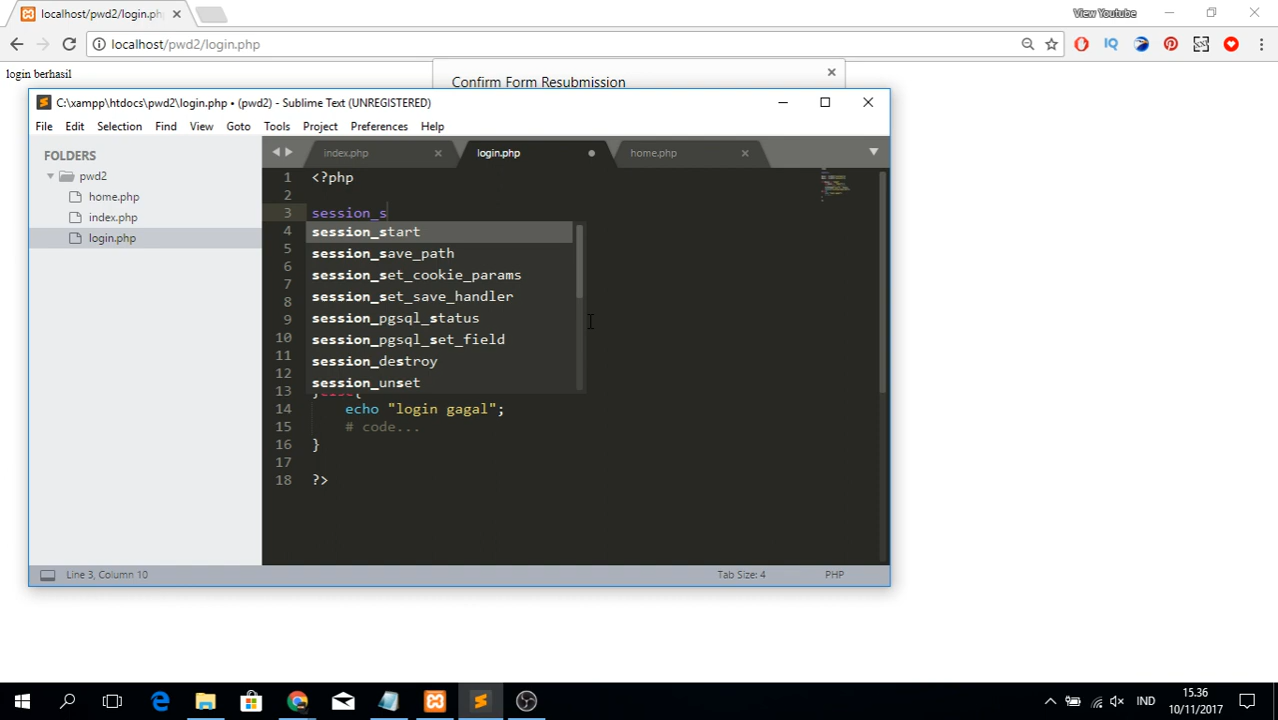 localhost/pwd2/login.ph
View Youtube
localhost/pwd2/login.php
login berhasil
Confirm Form Resubmission
C:\xampp\htdocs\pwd2\login.php • (pwd2) - Sublime Text (UNREGISTERED)
File Edit Selection Find View Goto Tools Project Preferences Help
FOLDERS
pwd2
home.php
index.php
login.php
index.php
login.php
home.php
1 <?php
2
3 session_s
4 session_start
5 session_save_path
6 session_set_cookie_params
7
8 session_set_save_handler
9 session_pgsql_status
10 session_pgsql_set_field
11 session_destroy
12 session_unset
13 }else{
14 echo "login gagal";
15 # code...
16 }
17
18 ?>
Line 3, Column 10
Tab Size: 4
PHP
IND
15.36
10/11/2017